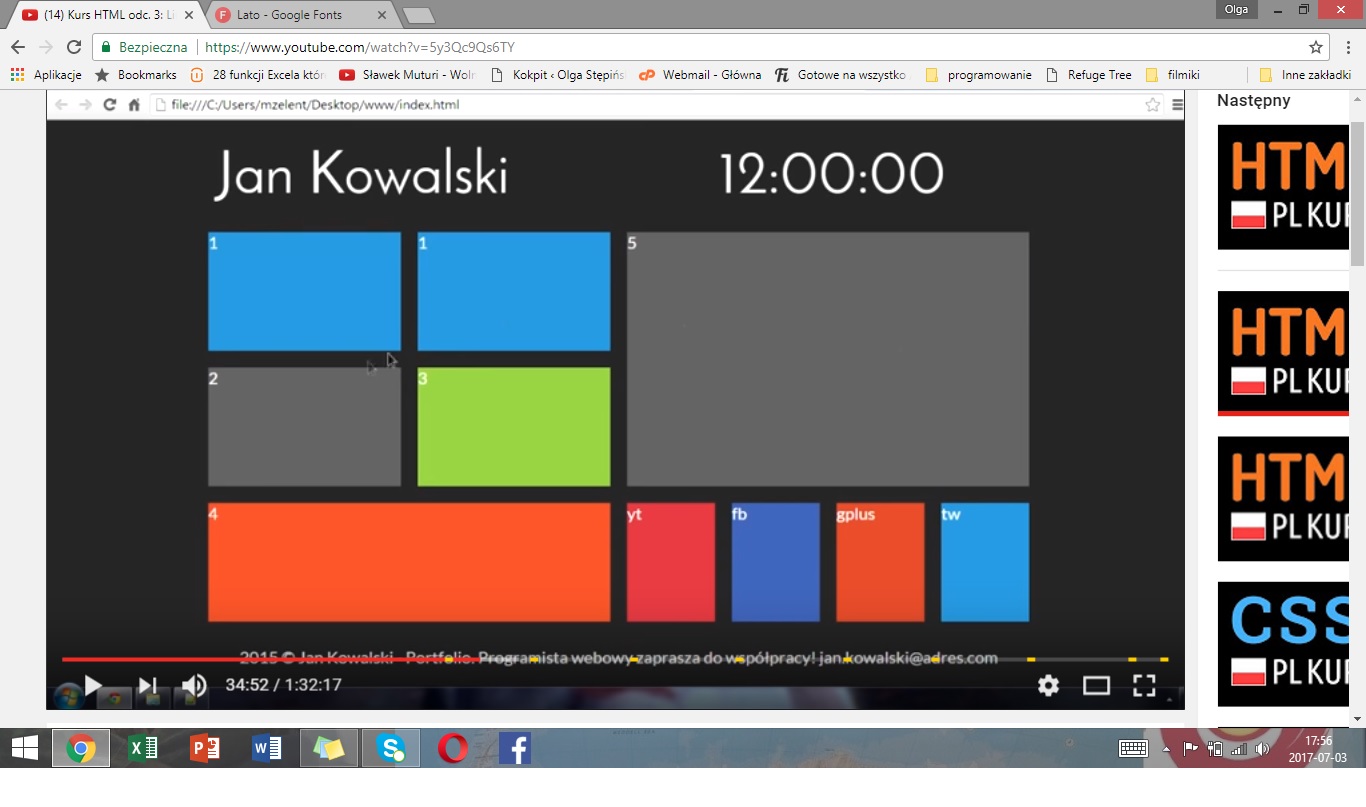 (14) Kurs HTML odc. 3: Li
Lato - Google Fonts
Olga
Bezpieczna
https://www.youtube.com/watch?v=5y3Qc9Qs6TY
Aplikacje
Bookmarks
28 funkcji Excela któr
Sławek Muturi - Woln
Kokpit ‹ Olga Stępińs
Webmail - Główna
Gotowe na wszystko
programowanie
Refuge Tree
filmiki
Inne zakładki
file:///C:/Users/mzelent/Desktop/www/index.html
Następny
Jan Kowalski
12:00:00
1
1
5
2
3
4
yt
fb
gplus
tw
2015 © Jan Kowalski - Portfolio. Programista webowy zaprasza do współpracy! jan.kowalski@adres.com
34:52 / 1:32:17
HTM
PL KUR
HTM
PL KUR
HTM
PL KUR
CSS
PL KUR
17:56
2017-07-03